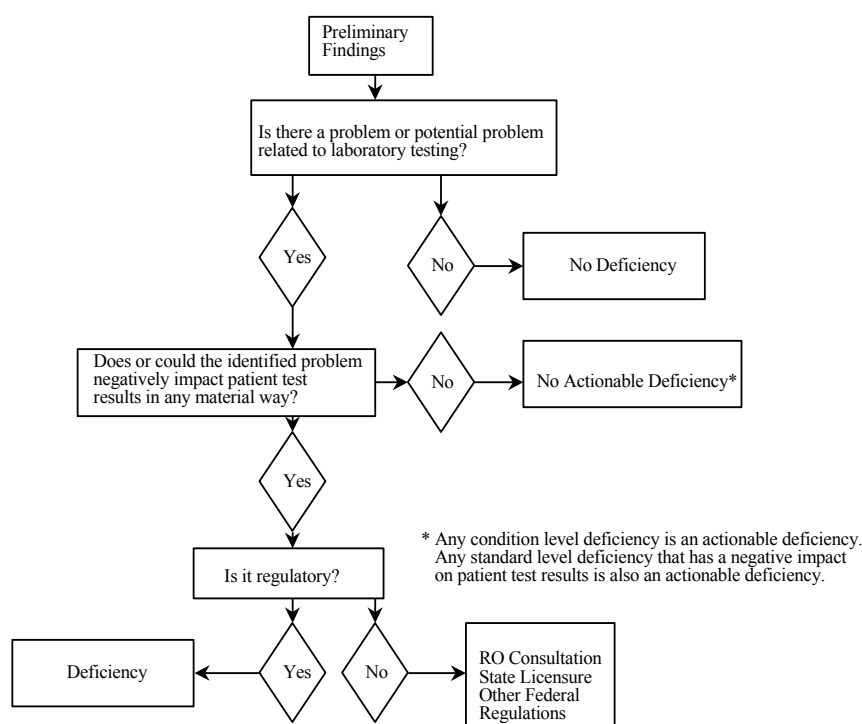 Preliminary
Findings
Is there a problem or potential problem
related to laboratory testing?
Yes
No
No Deficiency
Does or could the identified problem
negatively impact patient test
results in any material way?
No
No Actionable Deficiency*
Yes
* Any condition level deficiency is an actionable deficiency.
Any standard level deficiency that has a negative impact
on patient test results is also an actionable deficiency.
Is it regulatory?
Deficiency
Yes
No
RO Consultation
State Licensure
Other Federal
Regulations